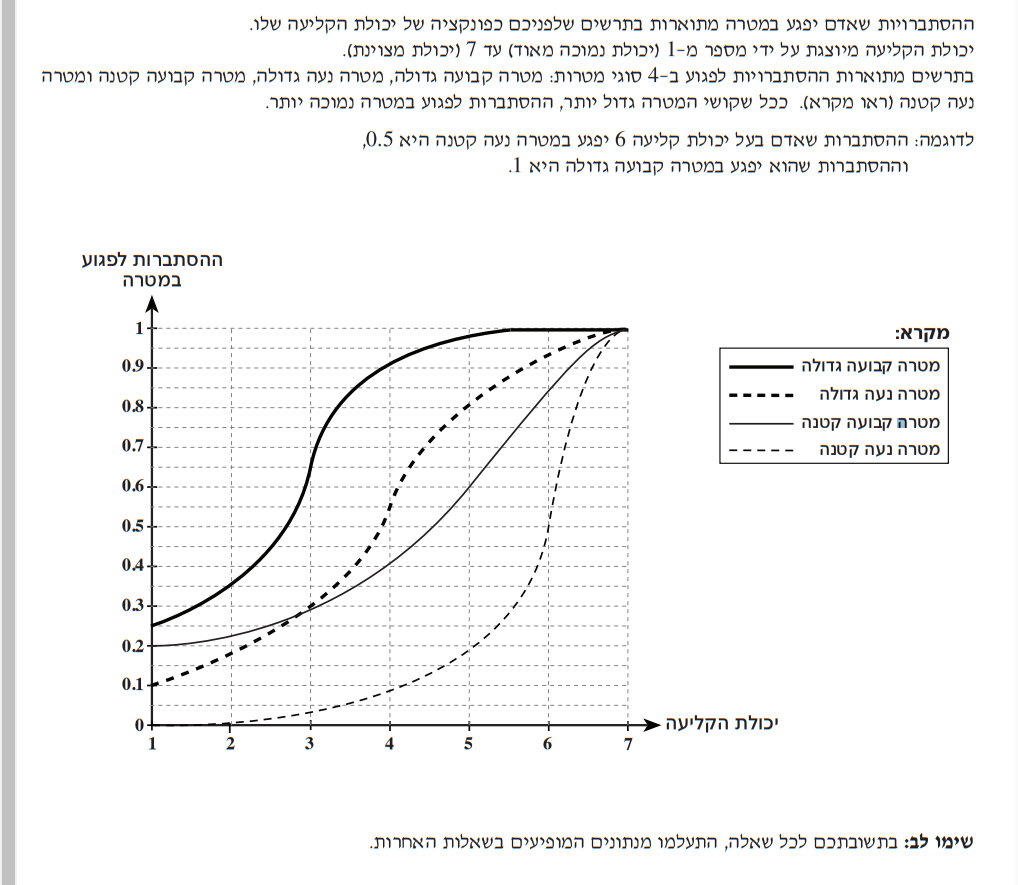 ההסתברויות שאדם יפגע במטרה מתוארות בתרשים שלפניכם כפונקציה של יכולת הקליעה שלו.
יכולת הקליעה מיוצגת על ידי מספר מ-1 (יכולת נמוכה מאוד) עד 7 (יכולת מצוינת).
בתרשים מתוארות ההסתברויות לפגוע ב-4 סוגי מטרות: מטרה קבועה גדולה, מטרה נעה גדולה, מטרה קבועה קטנה ומטרה
נעה קטנה (ראו מקרא). ככל שקושי המטרה גדול יותר, ההסתברות לפגוע במטרה נמוכה יותר.
לדוגמה: ההסתברות שאדם בעל יכולת קליעה 6 יפגע במטרה נעה קטנה היא 0.5,
וההסתברות שהוא יפגע במטרה קבועה גדולה היא 1.
ההסתברות לפגוע
במטרה
1
0.9
0.8
0.7
0.6
0.5
0.4
0.3
0.2
0.1
0
1 2 3 4 5 6 7
יכולת הקליעה
מקרא:
מטרה קבועה גדולה
מטרה נעה גדולה
מטרה קבועה קטנה
מטרה נעה קטנה
שימו לב: בתשובתכם לכל שאלה, התעלמו מנתונים המופיעים בשאלות האחרות.